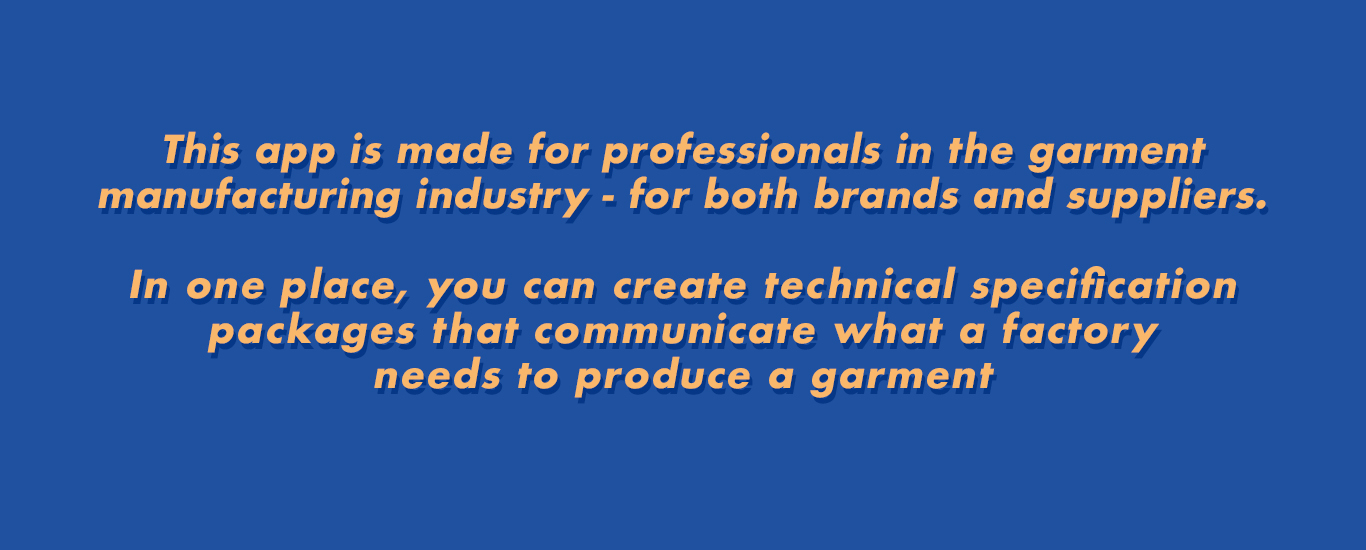 This app is made for professionals in the garment
manufacturing industry - for both brands and suppliers.
In one place, you can create technical specification
packages that communicate what a factory
needs to produce a garment